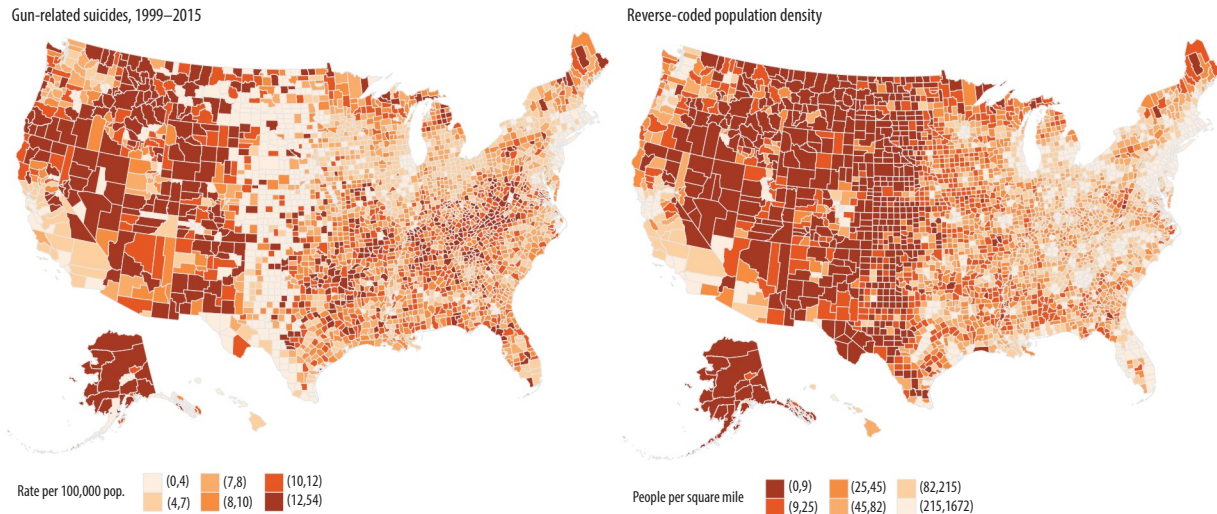 Gun-related suicides, 1999–2015
Reverse-coded population density
Rate per 100,000 pop.
(0,4) (7,8) (10,12)
(4,7) (8,10) (12,54)
People per square mile
(0,9) (25,45) (82,215)
(9,25) (45,82) (215,1672)